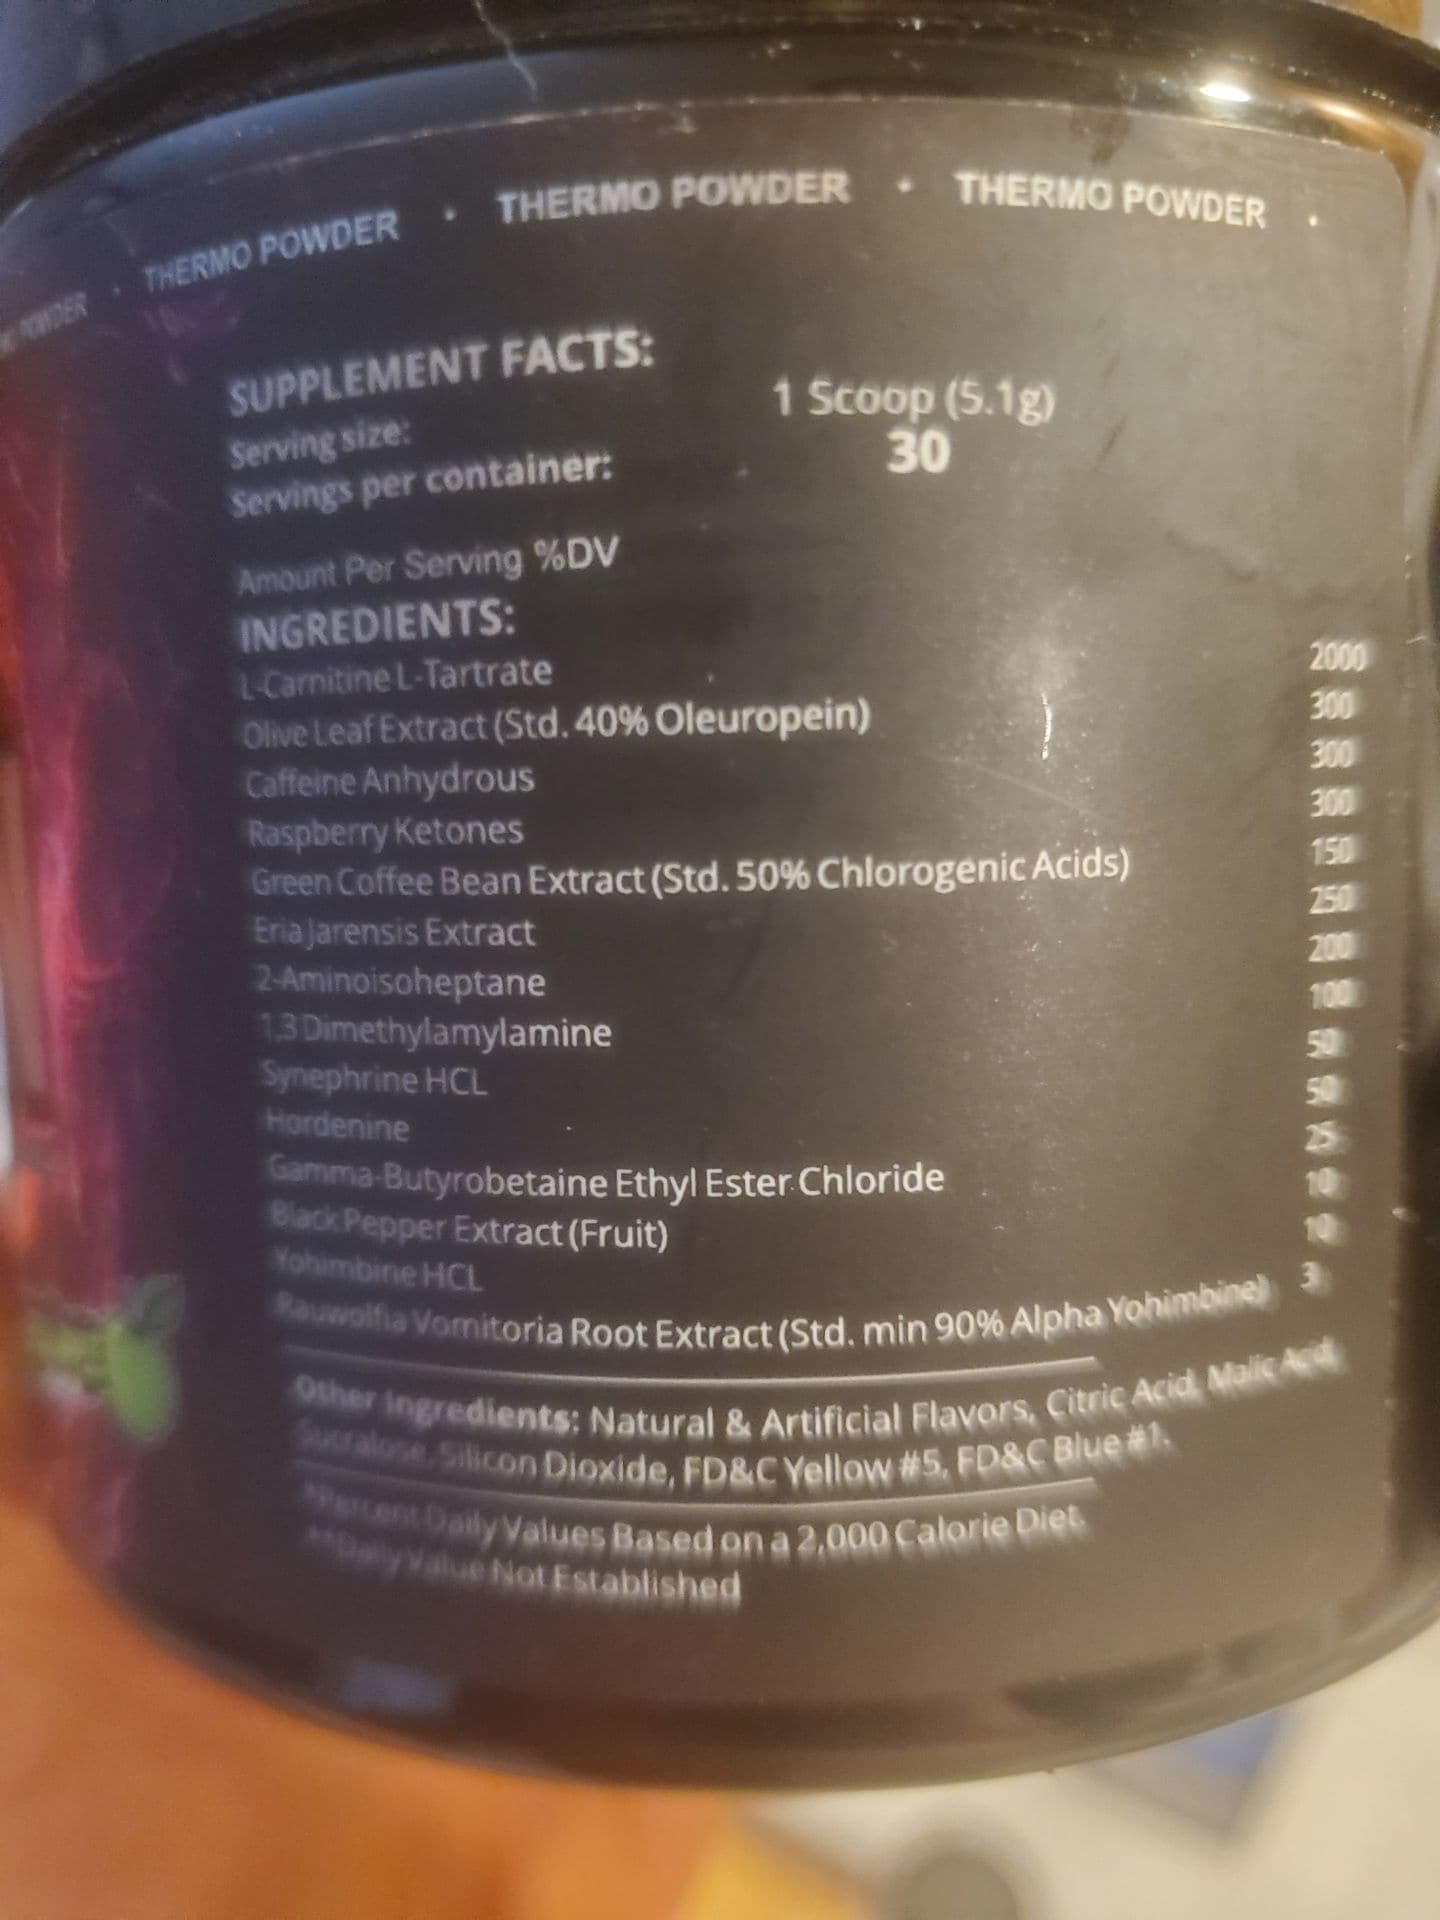 THERMO POWDER · THERMO POWDER · THERMO POWDER ·
SUPPLEMENT FACTS:
Serving size: 1 Scoop (5.1g)
Servings per container: 30
Amount Per Serving %DV
INGREDIENTS:
L-Carnitine L-Tartrate 2000
Olive Leaf Extract (Std. 40% Oleuropein) 300
Caffeine Anhydrous 300
Raspberry Ketones 300
Green Coffee Bean Extract (Std. 50% Chlorogenic Acids) 150
Eria Jarensis Extract 250
2-Aminoisoheptane 200
1,3 Dimethylamylamine 100
Synephrine HCL 50
Hordenine 50
Gamma-Butyrobetaine Ethyl Ester Chloride 25
Black Pepper Extract (Fruit) 10
Yohimbine HCL 10
Rauwolfia Vomitoria Root Extract (Std. min 90% Alpha Yohimbine) 3
Other Ingredients: Natural & Artificial Flavors, Citric Acid, Malic Acid,
Sucralose, Silicon Dioxide, FD&C Yellow #5, FD&C Blue #1.
*Percent Daily Values Based on a 2,000 Calorie Diet.
**Daily Value Not Established